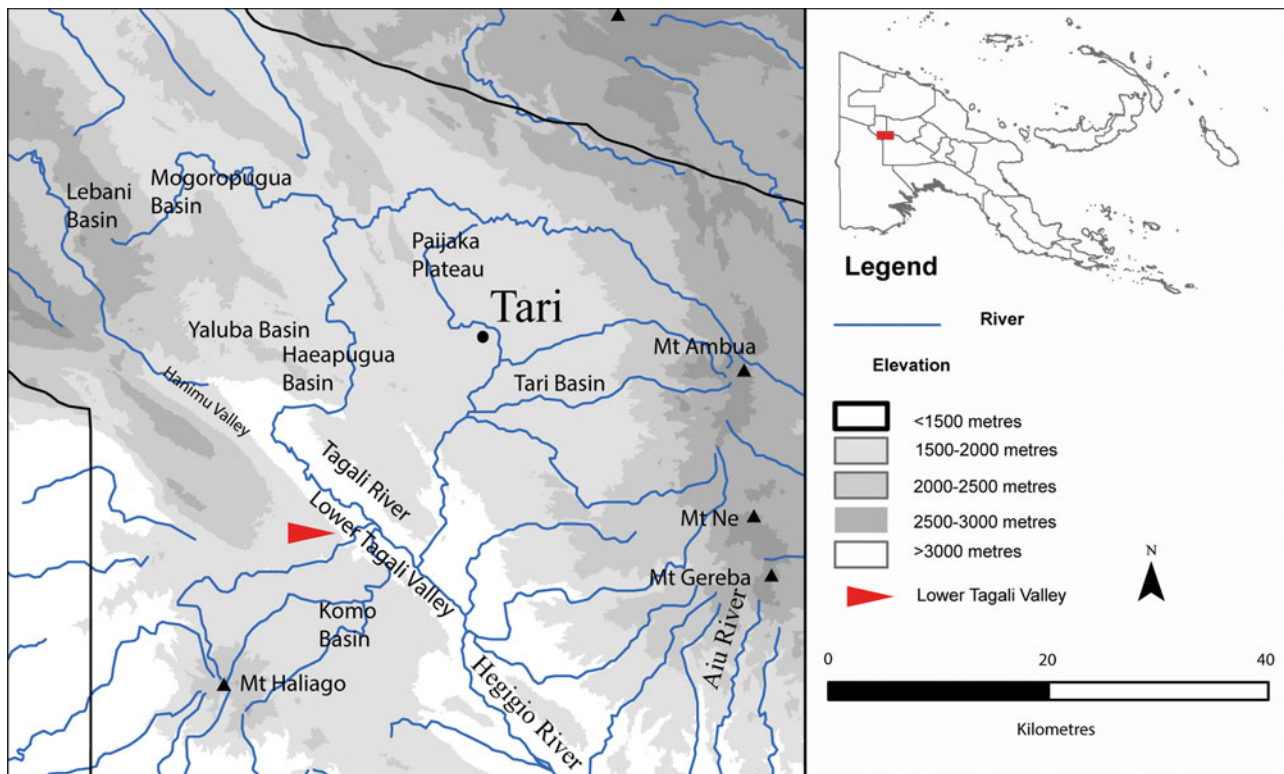 Lebani
Basin
Mogoropugua
Basin
Paijaka
Plateau
Tari
Yaluba Basin
Haeapugua
Basin
Hanimu Valley
Tari Basin
Mt Ambua
Tagali River
Lower Tagali Valley
Mt Ne
Mt Gereba
Komo
Basin
Mt Haliago
Aiu River
Hegigio River
Legend
River
Elevation
<1500 metres
1500-2000 metres
2000-2500 metres
2500-3000 metres
>3000 metres
Lower Tagali Valley
N
0 20 40
Kilometres